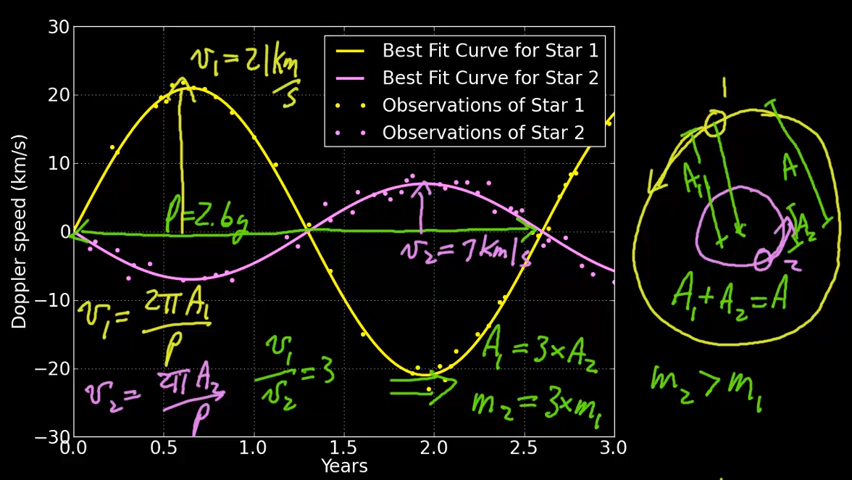 30
20
10
0
−10
−20
−30
0.0 0.5 1.0 1.5 2.0 2.5 3.0
Years
Doppler speed (km/s)
Best Fit Curve for Star 1
Best Fit Curve for Star 2
Observations of Star 1
Observations of Star 2
v₁ = 21 km/s
P = 2.6y
v₂ = 7 km/s
v₁ = 2πA₁/P
v₂ = 2πA₂/P
v₁/v₂ = 3
A₁ = 3×A₂
m₂ = 3×m₁
1
A₁
A
A₂
2
A₁ + A₂ = A
m₂ > m₁